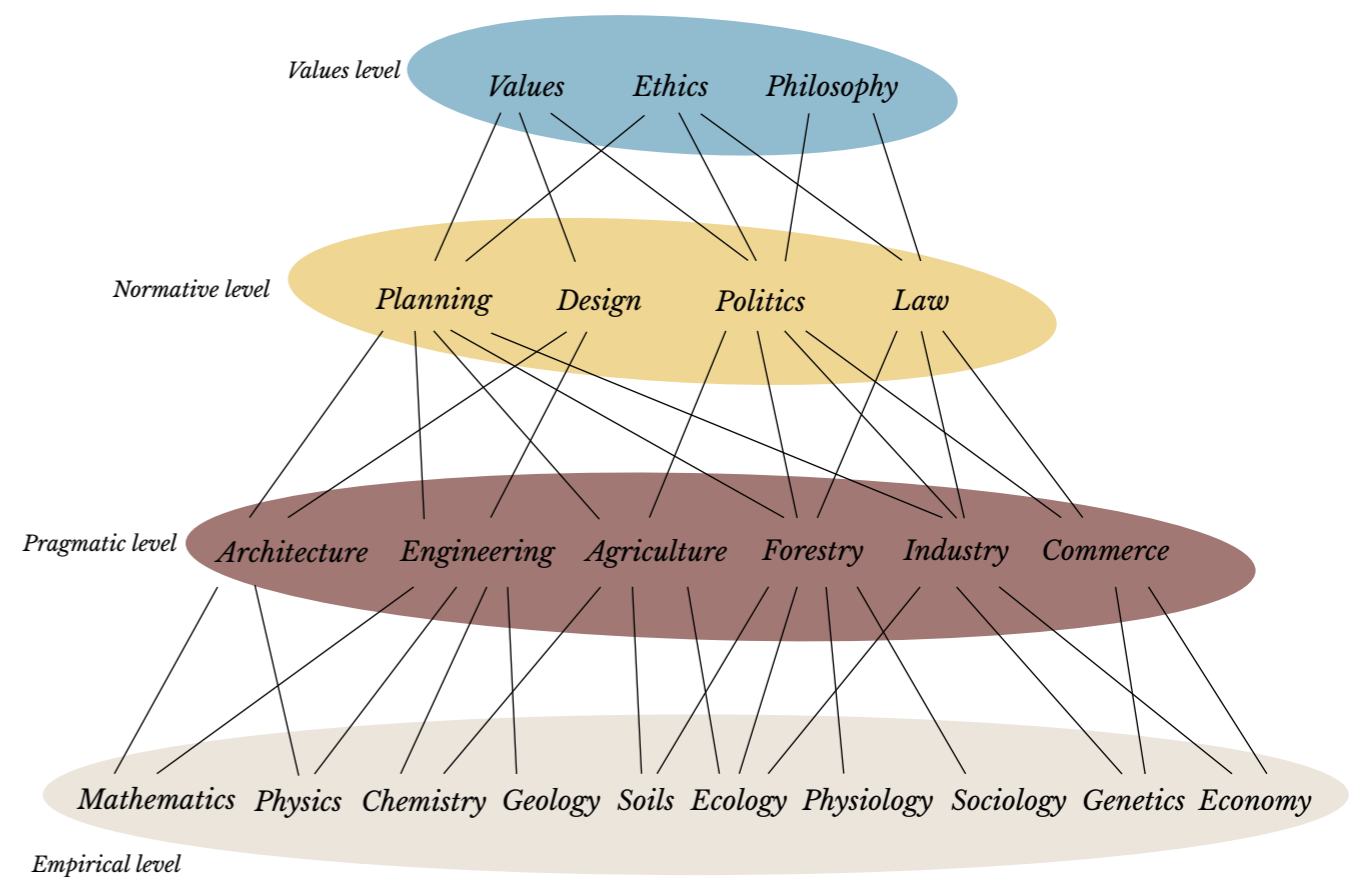 Values level
Values Ethics Philosophy
Normative level
Planning Design Politics Law
Pragmatic level
Architecture Engineering Agriculture Forestry Industry Commerce
Mathematics Physics Chemistry Geology Soils Ecology Physiology Sociology Genetics Economy
Empirical level